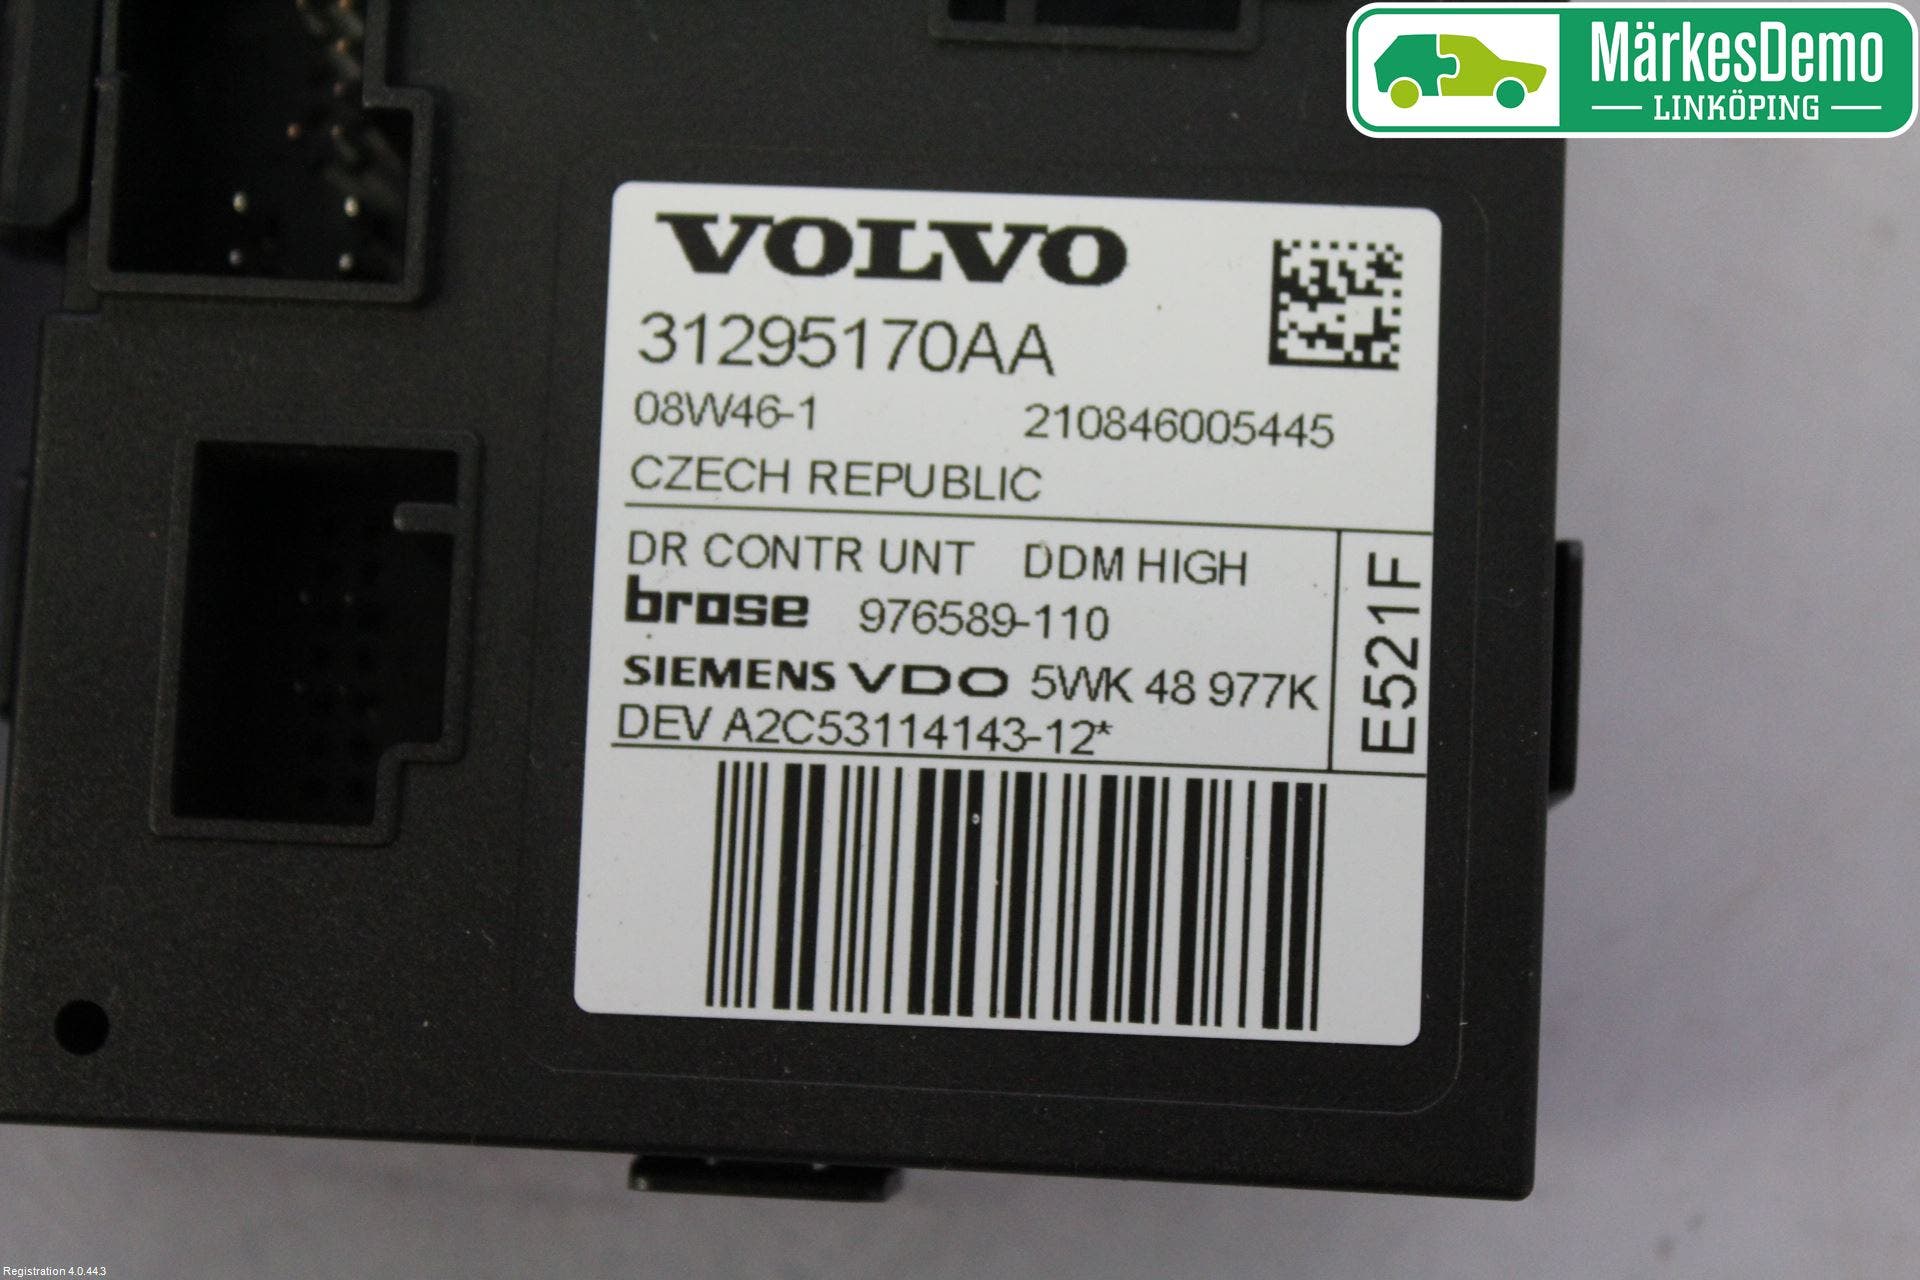 MärkesDemo
LINKÖPING
VOLVO
31295170AA
08W46-1 210846005445
CZECH REPUBLIC
DR CONTR UNT DDM HIGH
brose 976589-110
SIEMENS VDO 5WK 48 977K
DEV A2C53114143-12*
E521F
Registration 4.0.44.3